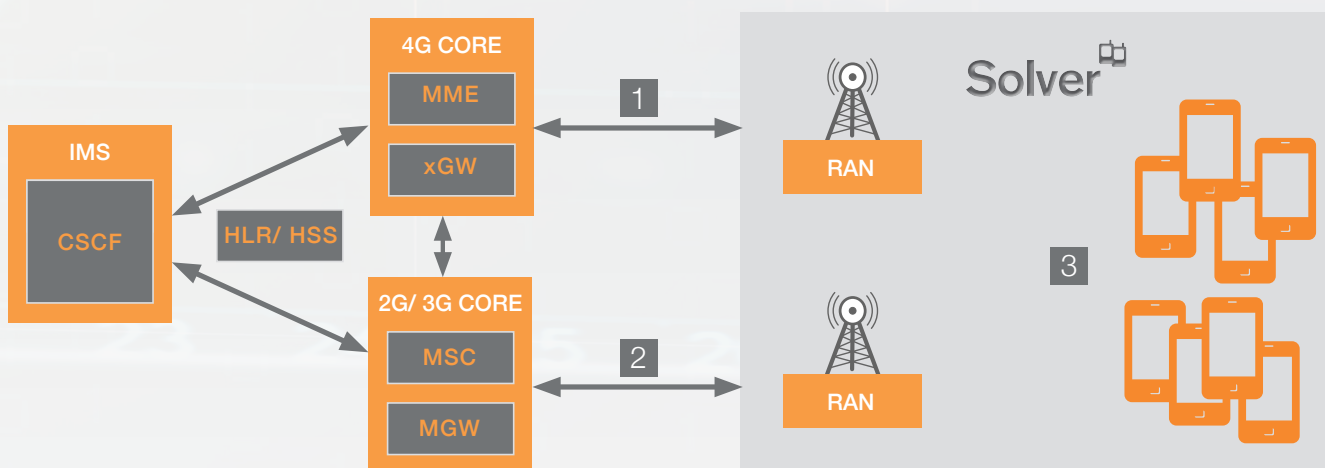 4G CORE
MME
xGW
IMS
CSCF
HLR/ HSS
2G/ 3G CORE
MSC
MGW
1
2
Solver
RAN
RAN
3